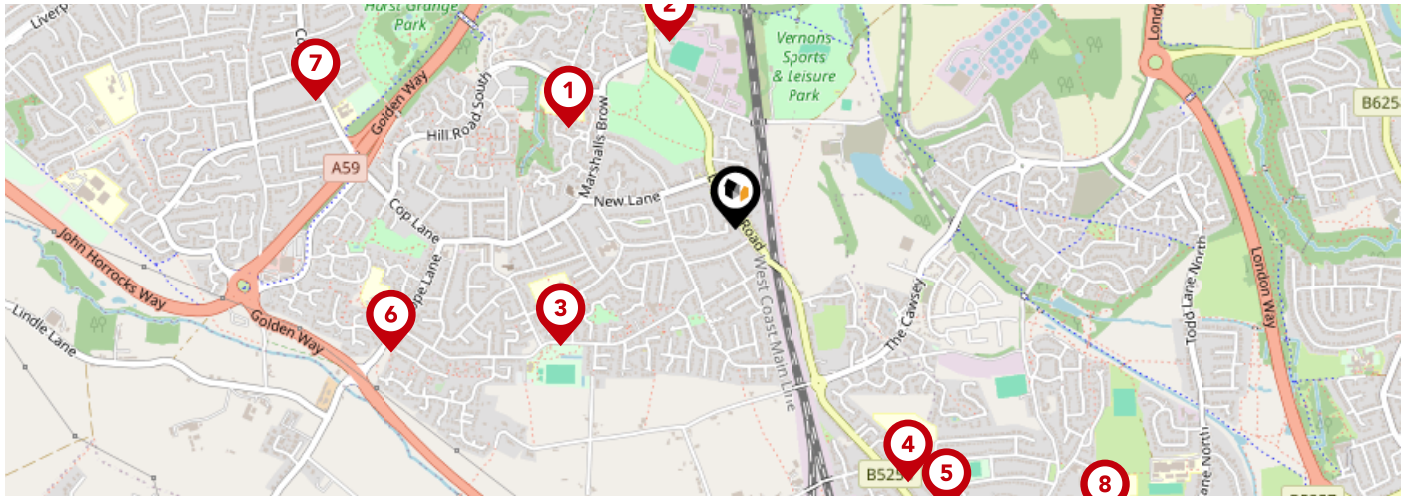 Hurst Grange
Park
2
Vernons
Sports
& Leisure
Park
7
1
Golden Way
Hill Road South
Marshalls Brow
B625
A59
New Lane
Cop Lane
Road
West Coast Main Line
John Horrocks Way
London Way
Todd Lane North
The Cawsey
3
6
Golden Way
Lindle Lane
4
5
8